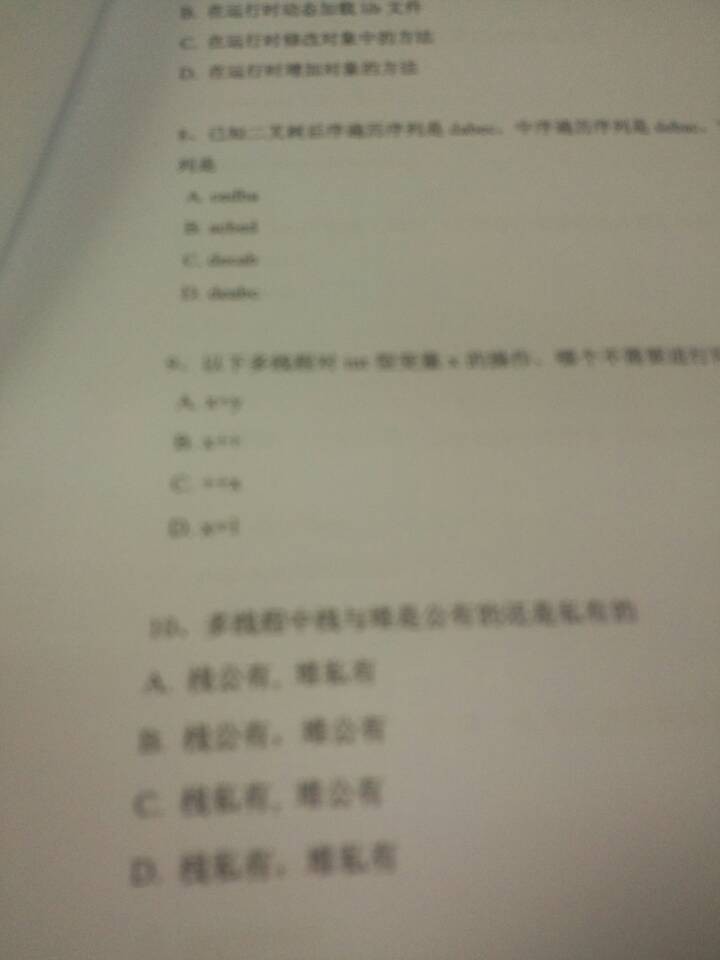 B. 在运行时动态加载 lib 文件
C. 在运行时修改对象中的方法
D. 在运行时增加对象的方法
8、已知二叉树后序遍历序列是 dabec，中序遍历序列是 debac，
列是
A.
B.
C.
D.
9、以下多线程对 int 型变量 x 的操作，哪个不需要进行
A. x=y
B. x++
C. ++x
D. x=1
10、多线程中栈与堆是公有的还是私有的
A. 栈公有, 堆私有
B. 栈公有，堆公有
C. 栈私有, 堆公有
D. 栈私有，堆私有